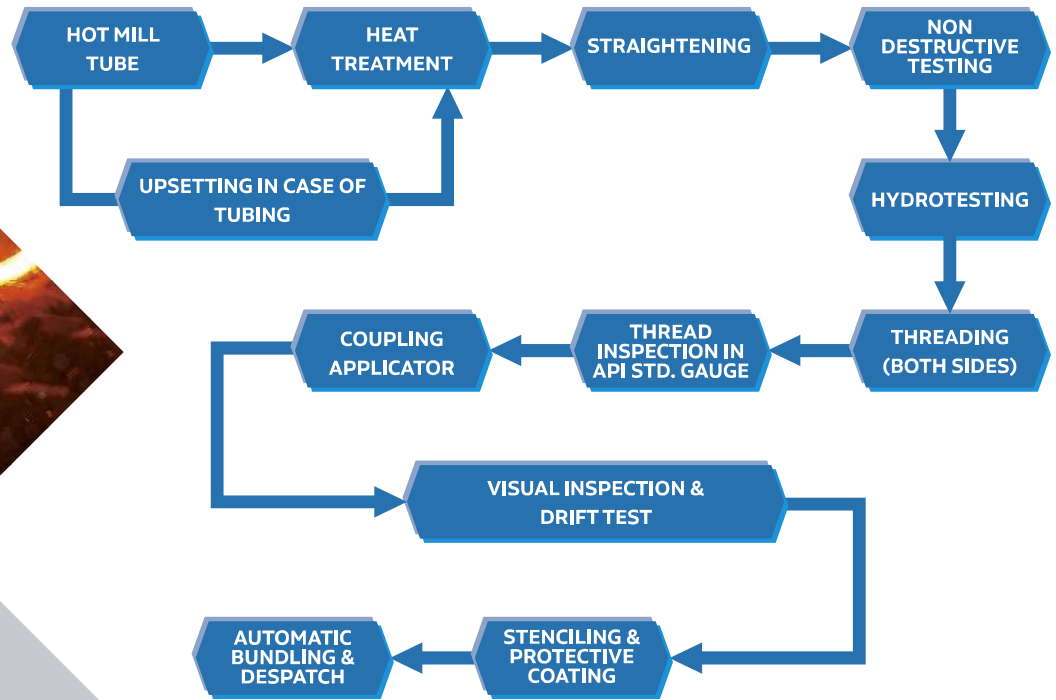 HOT MILL
TUBE
HEAT
TREATMENT
STRAIGHTENING
NON
DESTRUCTIVE
TESTING
UPSETTING IN CASE OF
TUBING
HYDROTESTING
THREADING
(BOTH SIDES)
THREAD
INSPECTION IN
API STD. GAUGE
COUPLING
APPLICATOR
VISUAL INSPECTION &
DRIFT TEST
STENCILING &
PROTECTIVE
COATING
AUTOMATIC
BUNDLING &
DESPATCH